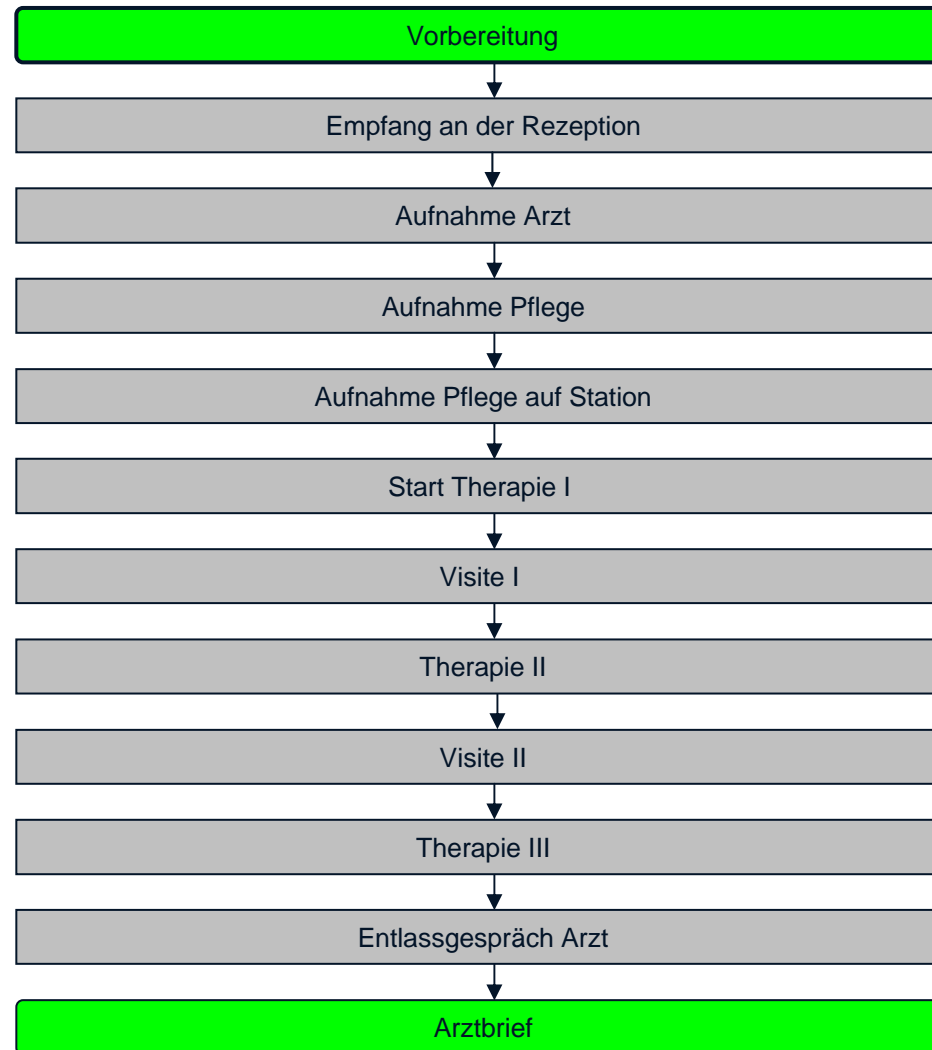 Vorbereitung
Empfang an der Rezeption
Aufnahme Arzt
Aufnahme Pflege
Aufnahme Pflege auf Station
Start Therapie I
Visite I
Therapie II
Visite II
Therapie III
Entlassgespräch Arzt
Arztbrief